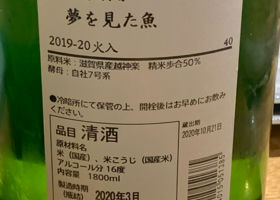 夢を見た魚
2019-20 火入
40
原料米：滋賀県産越神楽　精米歩合50%
酵母：自社7号系
●冷暗所にて保管の上、開栓後はお早めにお飲みください。
品目 清酒
原材料名
米（国産）、米こうじ（国産米）
アルコール分 16度
内容量 1800ml
製造時期
（瓶詰） 2020年3月
蔵出期
2020年10月21日